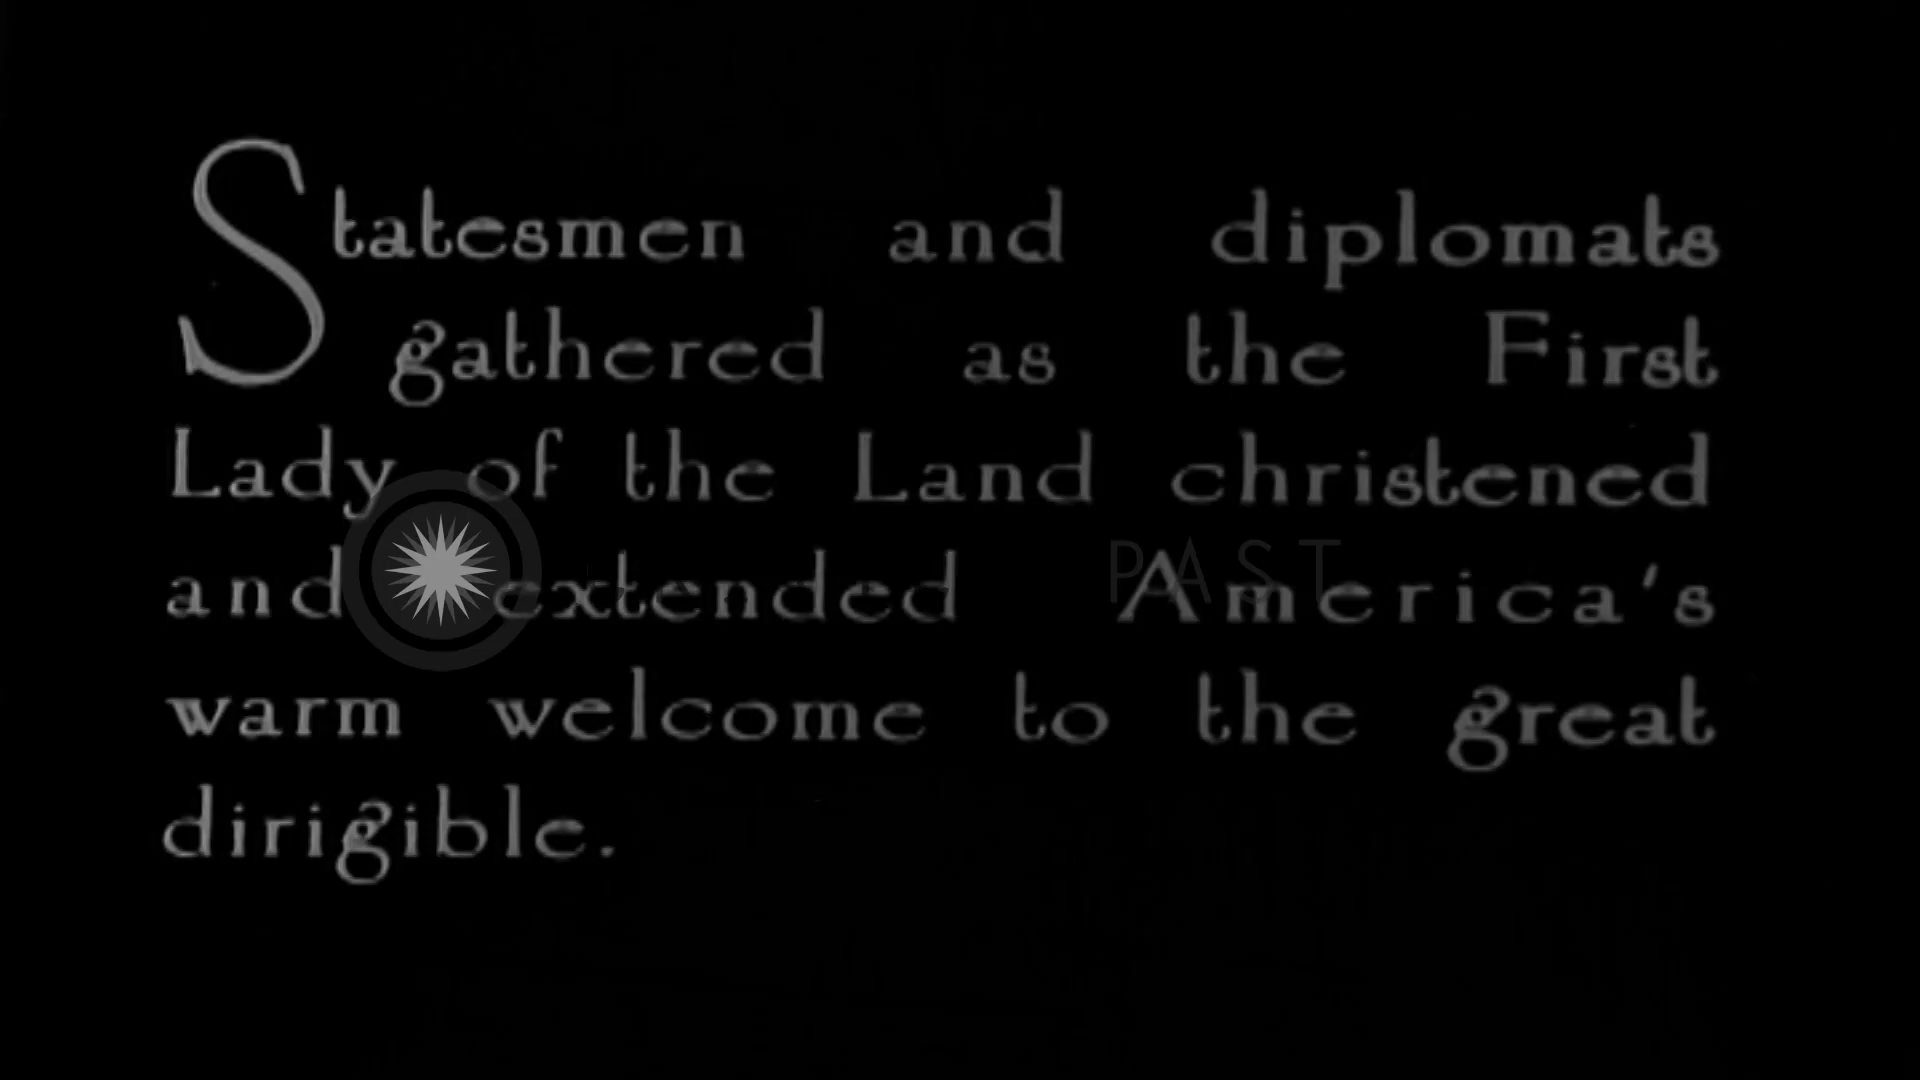 Statesmen and diplomats
gathered as the First
Lady of the Land christened
and extended America's
warm welcome to the great
dirigible.
PAST